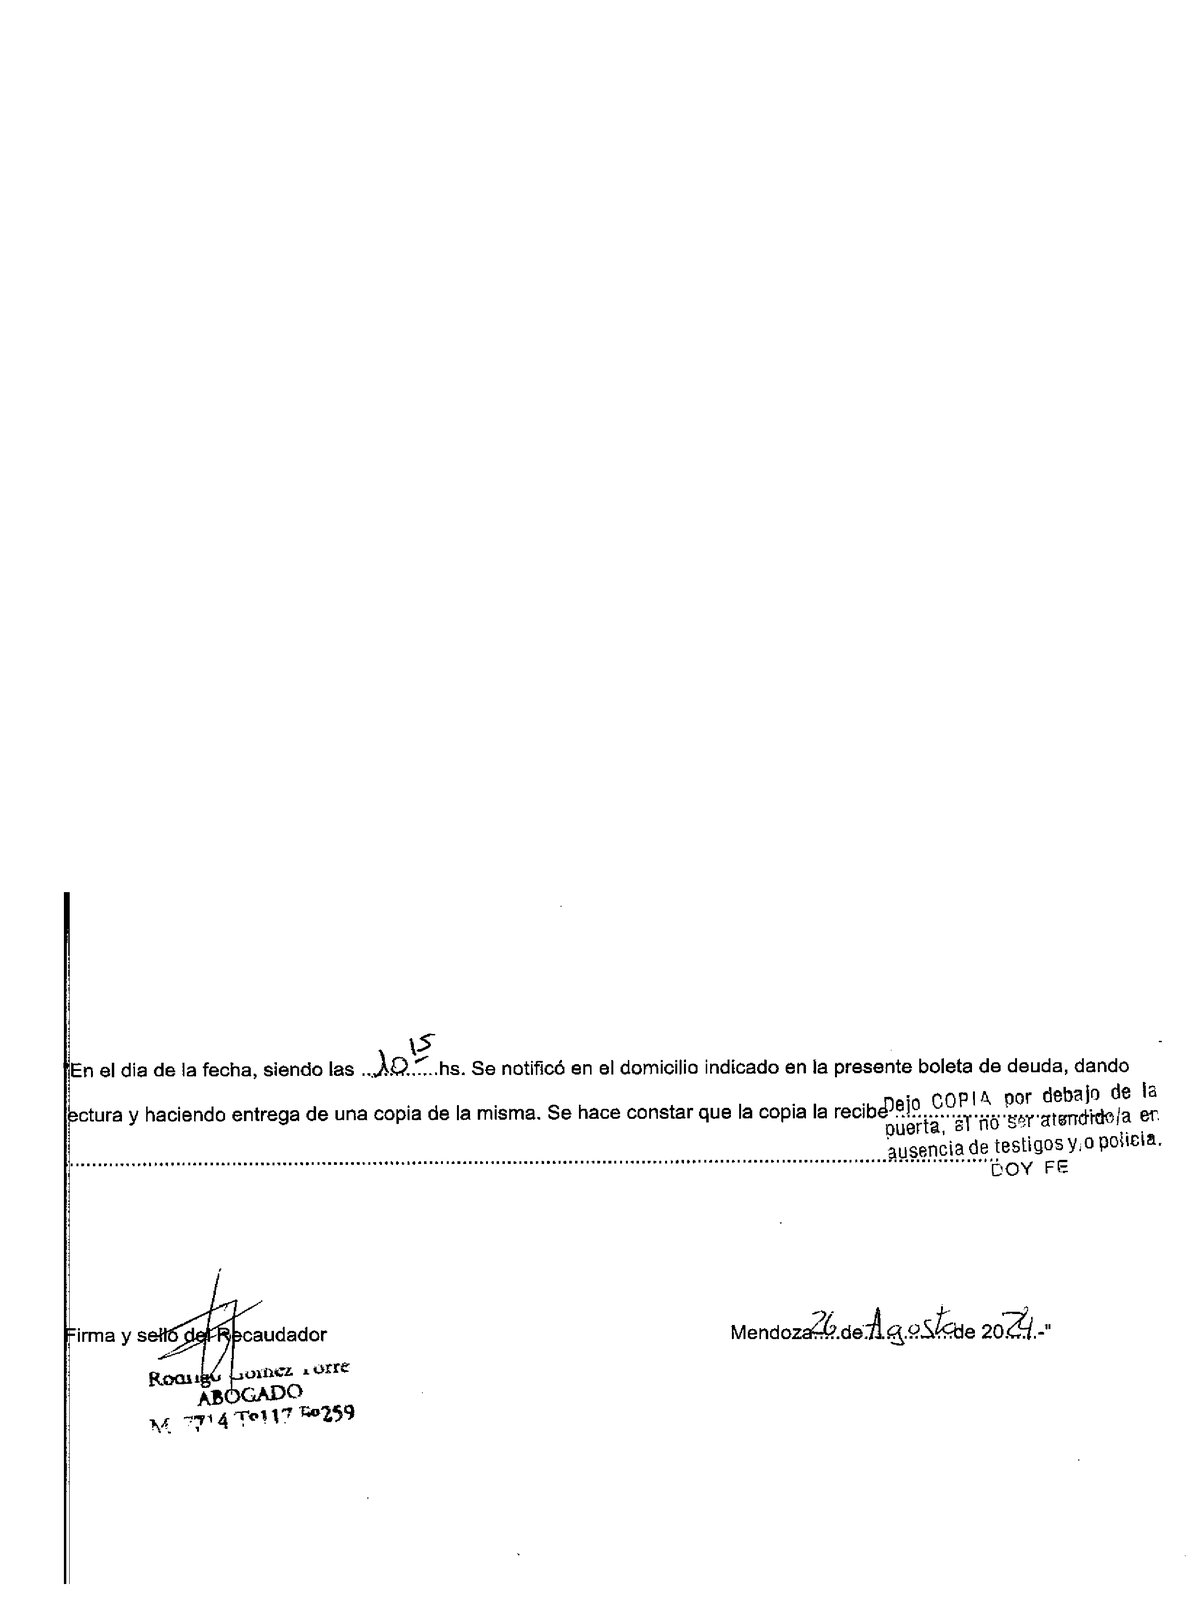 En el dia de la fecha, siendo las ..10 15....hs. Se notificó en el domicilio indicado en la presente boleta de deuda, dando
ectura y haciendo entrega de una copia de la misma. Se hace constar que la copia la recibe
Dejo COPIA por debajo de la
puerta, al no ser atendido/a en
ausencia de testigos y/o policia.
DOY FE
Firma y sello del Recaudador
Mendoza 26 de Agosto de 2024.-"
Rodrigo Gomez Torre
ABOGADO
M. 7714 Tº117 Fº259